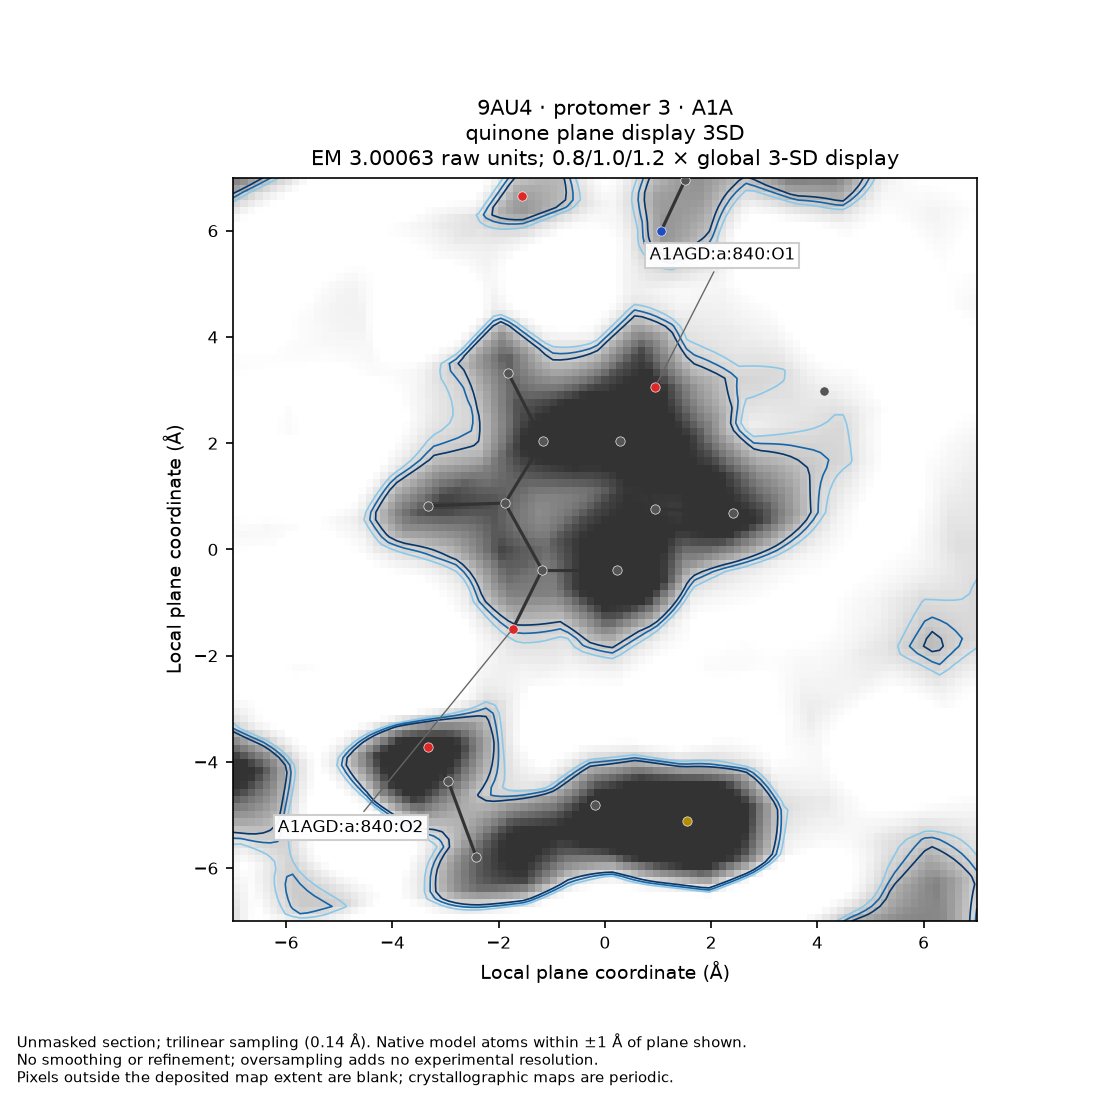 9AU4 · protomer 3 · A1A
quinone plane display 3SD
EM 3.00063 raw units; 0.8/1.0/1.2 × global 3-SD display
Local plane coordinate (Å)
6
4
2
0
−2
−4
−6
A1AGD:a:840:O1
A1AGD:a:840:O2
−6
−4
−2
0
2
4
6
Local plane coordinate (Å)
Unmasked section; trilinear sampling (0.14 Å). Native model atoms within ±1 Å of plane shown.
No smoothing or refinement; oversampling adds no experimental resolution.
Pixels outside the deposited map extent are blank; crystallographic maps are periodic.